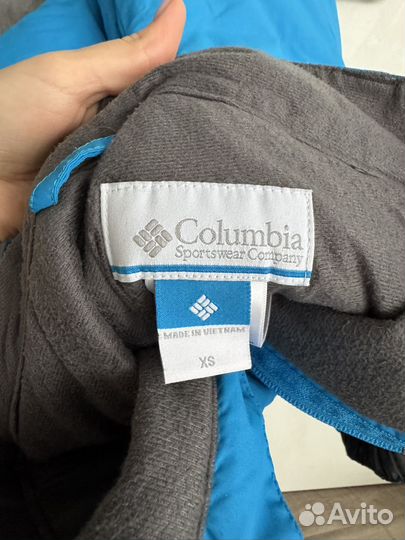 Columbia
Sportswear Company
MADE IN VIETNAM
XS
Avito